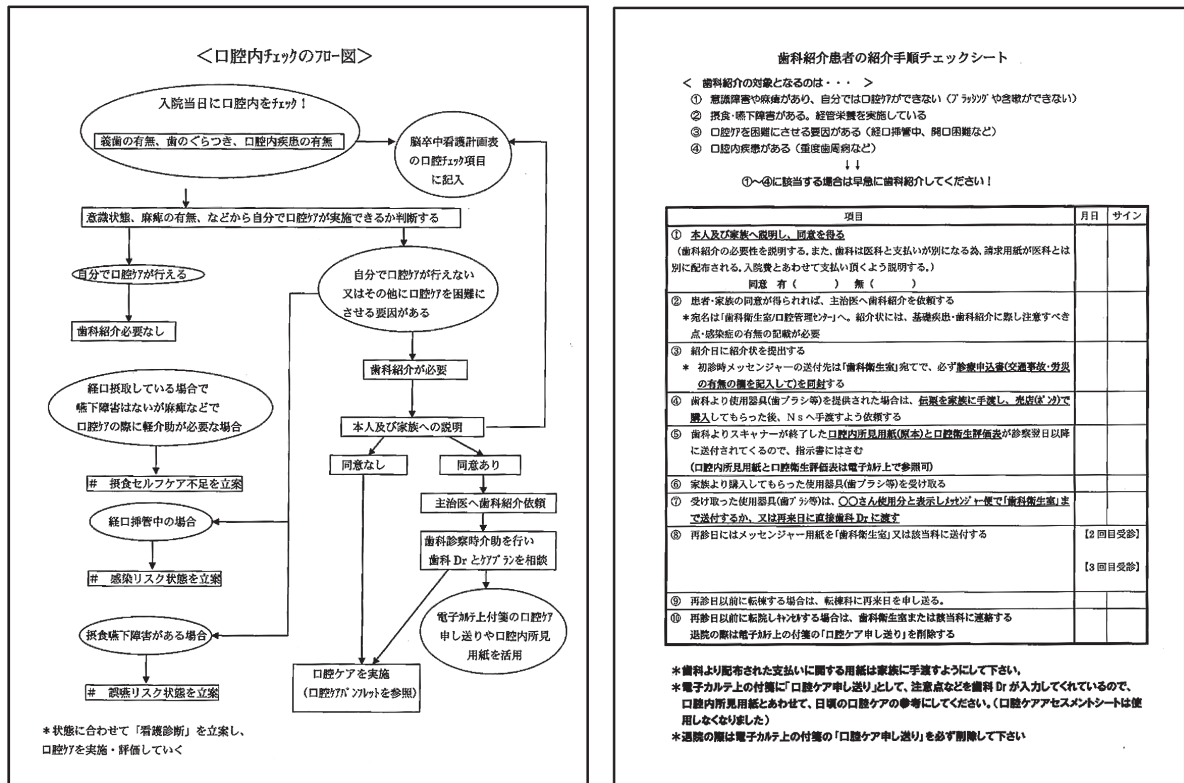 ＜口腔内ﾁｪｯｸのﾌﾛｰ図＞
入院当日に口腔内をチェック！
義歯の有無、歯のぐらつき、口腔内疾患の有無
脳卒中看護計画表
の口腔ﾁｪｯｸ項目
に記入
意識状態、麻痺の有無、などから自分で口腔ｹｱが実施できるか判断する
自分で口腔ｹｱが行える
歯科紹介必要なし
自分で口腔ｹｱが行えない
又はその他に口腔ｹｱを困難に
させる要因がある
歯科紹介が必要
経口摂取している場合で
嚥下障害はないが麻痺などで
口腔ケアの際に軽介助が必要な場合
＃ 摂食セルフケア不足を立案
本人及び家族への説明
同意なし
同意あり
主治医へ歯科紹介依頼
経口挿管中の場合
＃ 感染リスク状態を立案
歯科診察時介助を行い
歯科 Dr とｹｱﾌﾟﾗﾝを相談
摂食嚥下障害がある場合
＃ 誤嚥リスク状態を立案
電子ｶﾙﾃ上付箋の口腔ケア
申し送りや口腔内所見
用紙を活用
口腔ケアを実施
(口腔ｹｱﾊﾟﾝﾌﾚｯﾄを参照)
＊状態に合わせて「看護診断」を立案し、
口腔ｹｱを実施・評価していく
歯科紹介患者の紹介手順チェックシート
＜ 歯科紹介の対象となるのは・・・ ＞
① 意識障害や麻痺があり、自分では口腔ｹｱができない（ﾌﾞﾗｯｼﾝｸﾞや含嗽ができない）
② 摂食・嚥下障害がある。経管栄養を実施している
③ 口腔ｹｱを困難にさせる要因がある（経口挿管中、開口困難など）
④ 口腔内疾患がある（重度歯周病など）
↓↓
①～④に該当する場合は早急に歯科紹介してください！
項目 月日 サイン
① 本人及び家族へ説明し、同意を得る
（歯科紹介の必要性を説明する。また、歯科は医科と支払いが別になる為、請求用紙が医科とは
別に配布される。入院費とあわせて支払い頂くよう説明する。）
同意 有（ ）無（ ）
② 患者・家族の同意が得られれば、主治医へ歯科紹介を依頼する
＊宛名は「歯科衛生室/口腔管理ｾﾝﾀｰ」へ。紹介状には、基礎疾患・歯科紹介に際し注意すべき
点・感染症の有無の記載が必要
③ 紹介日に紹介状を提出する
＊ 初診時メッセンジャーの送付先は「歯科衛生室」宛てで、必ず診療申込書(交通事故・労災
の有無の欄を記入して)を同封する
④ 歯科より使用器具(歯ブラシ等)を提供された場合は、伝票を家族に手渡し、売店(ﾎﾟﾝﾀ)で
購入してもらった後、Ｎｓへ手渡すよう依頼する
⑤ 歯科よりスキャナーが終了した口腔内所見用紙(原本)と口腔衛生評価表が診察翌日以降
に送付されてくるので、指示書にはさむ
(口腔内所見用紙と口腔衛生評価表は電子ｶﾙﾃ上で参照可)
⑥ 家族より購入してもらった使用器具(歯ブラシ等)を受け取る
⑦ 受け取った使用器具(歯ﾌﾞﾗｼ等)は、〇〇さん使用分と表示しﾒｯｾﾝｼﾞｬｰ便で「歯科衛生室」ま
で送付するか、又は再来日に直接歯科 Dr に渡す
⑧ 再診日にはメッセンジャー用紙を「歯科衛生室」又は該当科に送付する 【２回目受診】
【３回目受診】
⑨ 再診日以前に転棟する場合は、転棟科に再来日を申し送る。
⑩ 再診日以前に転院しｷｬﾝｾﾙする場合は、歯科衛生室または該当科に連絡する
退院の際は電子ｶﾙﾃ上の付箋の「口腔ケア申し送り」を削除する
＊歯科より配布された支払いに関する用紙は家族に手渡すようにして下さい。
＊電子カルテ上の付箋に「口腔ケア申し送り」として、注意点などを歯科 Dr が入力してくれているので、
口腔内所見用紙とあわせて、日頃の口腔ケアの参考にしてください。（口腔ケアアセスメントシートは使
用しなくなりました）
＊退院の際は電子カルテ上の付箋の「口腔ケア申し送り」を必ず削除して下さい